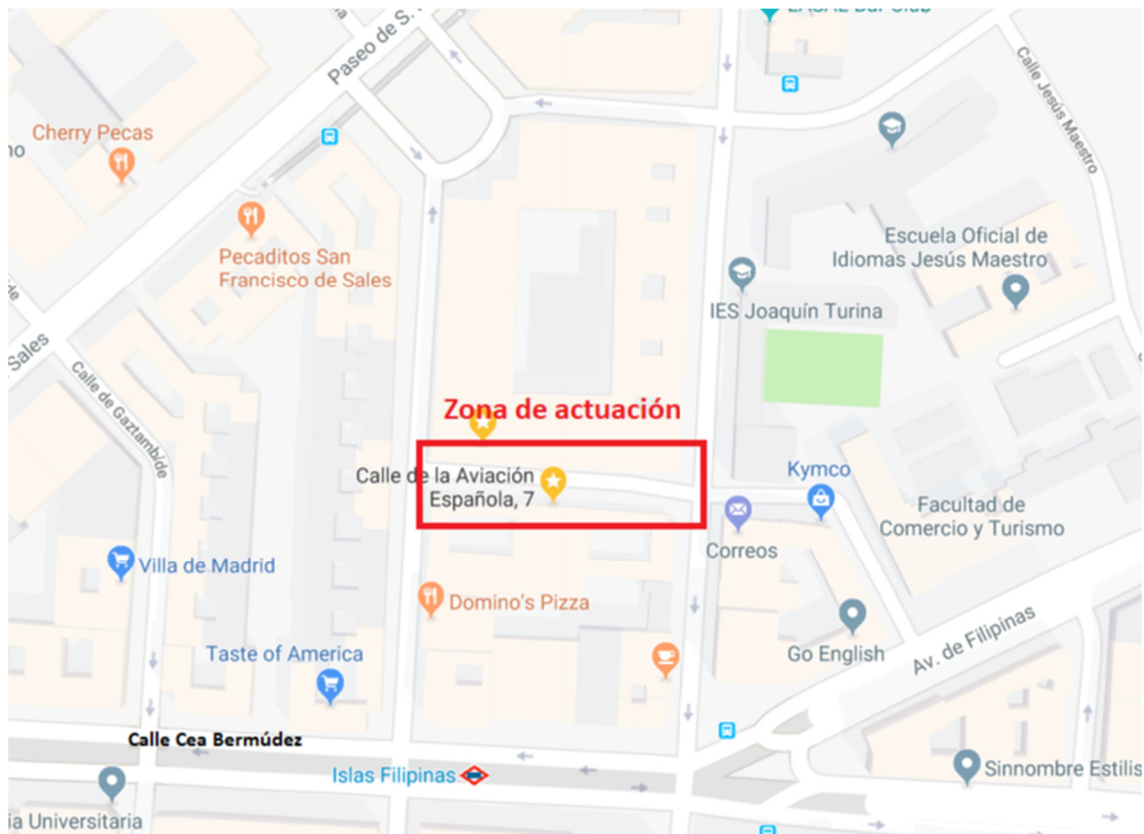 Paseo de S.
Cherry Pecas
Calle Jesús Maestro
Pecaditos San
Francisco de Sales
Escuela Oficial de
Idiomas Jesús Maestro
IES Joaquín Turina
Sales
Calle de Gaztambide
Zona de actuación
Calle de la Aviación
Española, 7
Kymco
Facultad de
Comercio y Turismo
Correos
Villa de Madrid
Domino's Pizza
Go English
Av. de Filipinas
Taste of America
Calle Cea Bermúdez
Islas Filipinas
Sinnombre Estilis
ia Universitaria